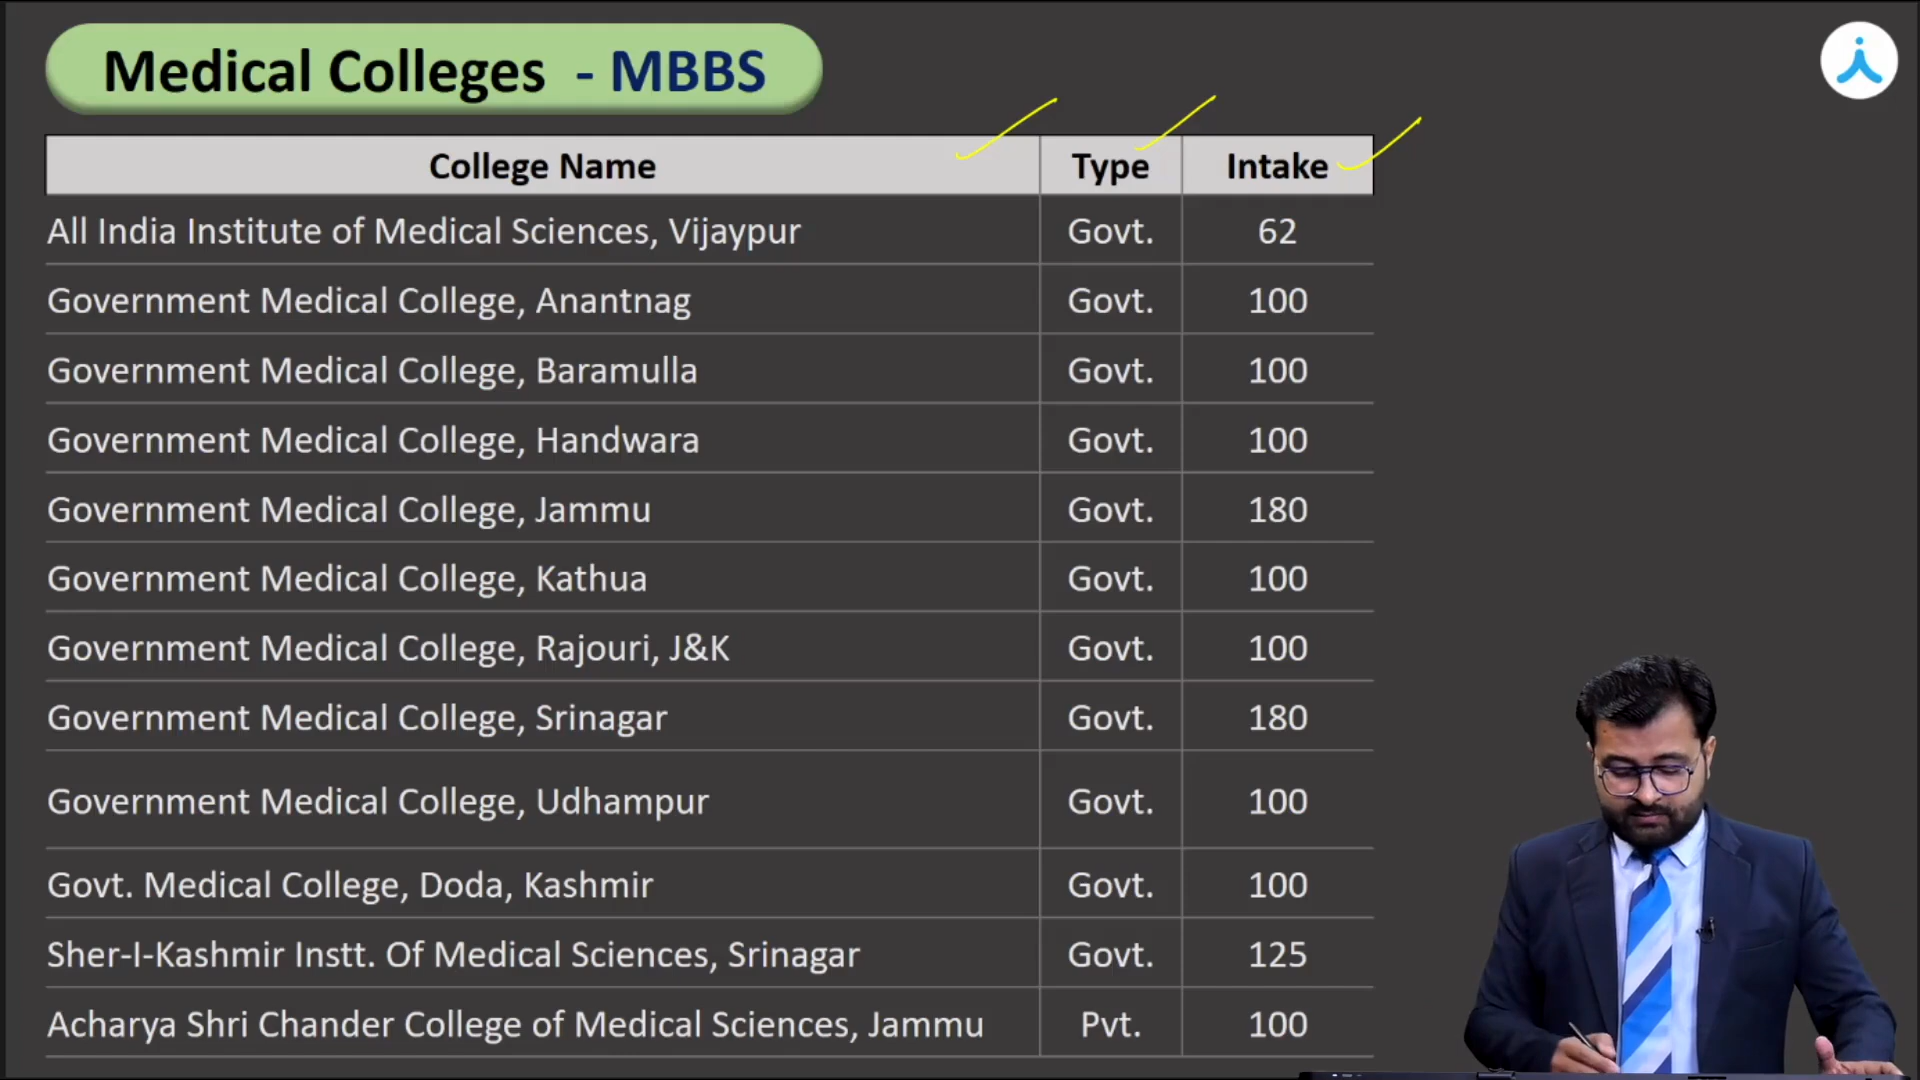 Medical Colleges - MBBS
College Name Type Intake
All India Institute of Medical Sciences, Vijaypur Govt. 62
Government Medical College, Anantnag Govt. 100
Government Medical College, Baramulla Govt. 100
Government Medical College, Handwara Govt. 100
Government Medical College, Jammu Govt. 180
Government Medical College, Kathua Govt. 100
Government Medical College, Rajouri, J&K Govt. 100
Government Medical College, Srinagar Govt. 180
Government Medical College, Udhampur Govt. 100
Govt. Medical College, Doda, Kashmir Govt. 100
Sher-I-Kashmir Instt. Of Medical Sciences, Srinagar Govt. 125
Acharya Shri Chander College of Medical Sciences, Jammu Pvt. 100